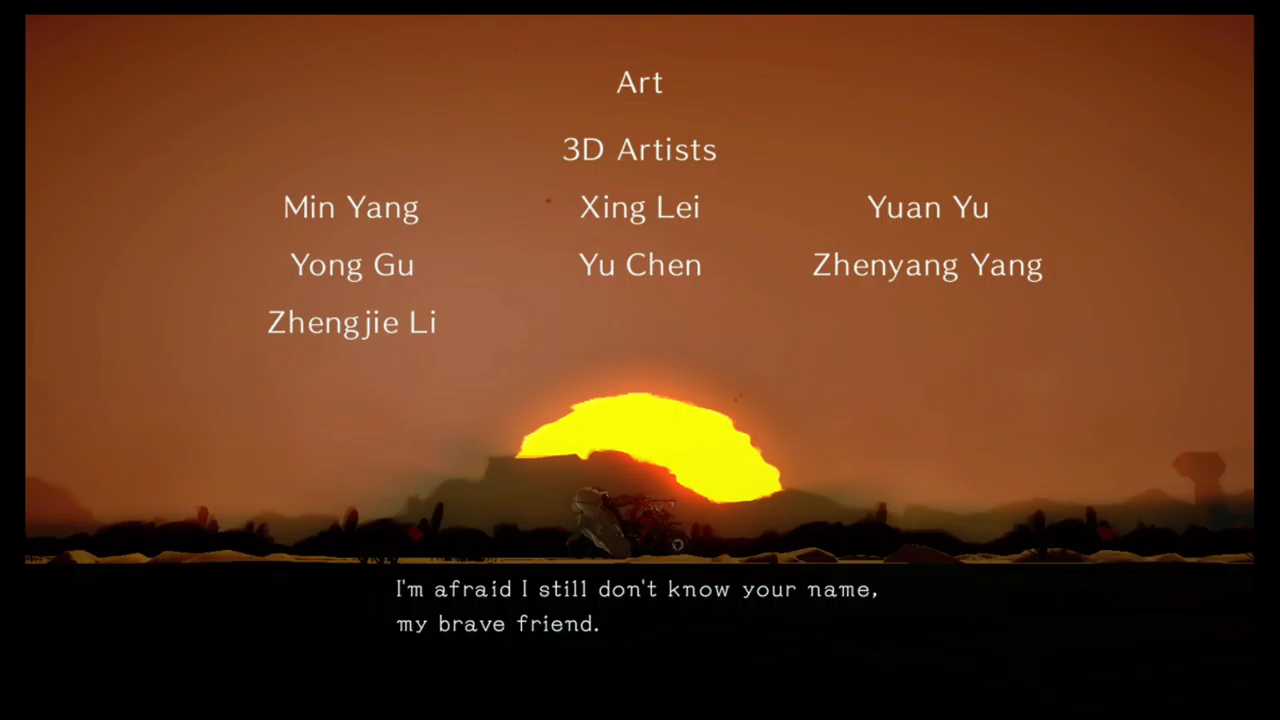 Art
3D Artists
Min Yang Xing Lei Yuan Yu
Yong Gu Yu Chen Zhenyang Yang
Zhengjie Li
I'm afraid I still don't know your name,
my brave friend.